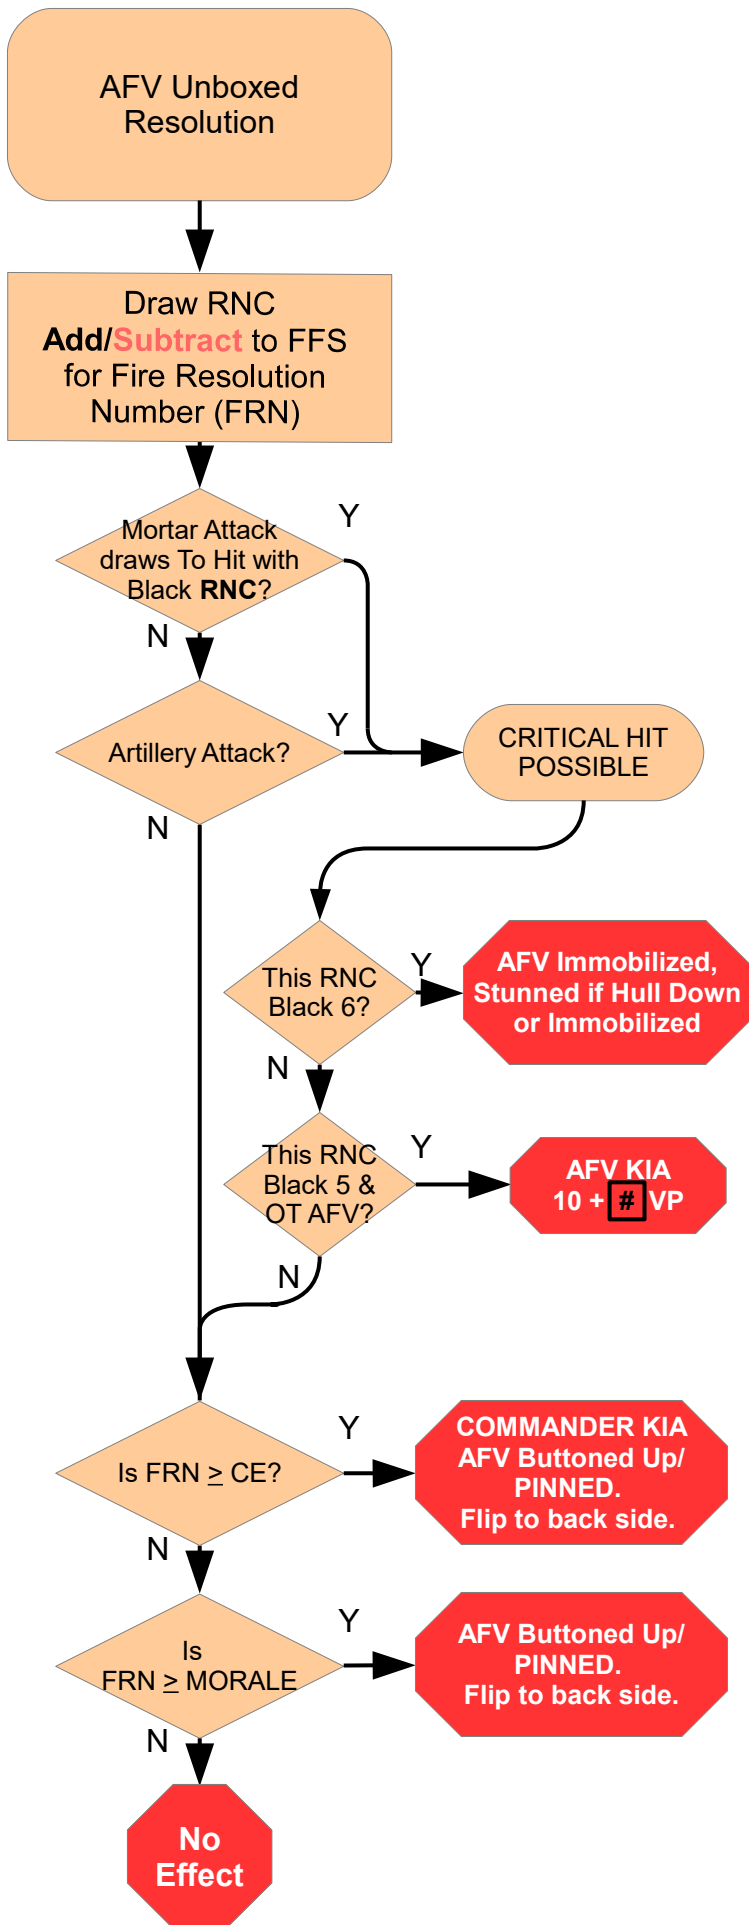 AFV Unboxed
Resolution
Draw RNC
Add/Subtract to FFS
for Fire Resolution
Number (FRN)
Mortar Attack
draws To Hit with
Black RNC?
Y
N
Artillery Attack?
Y
N
CRITICAL HIT
POSSIBLE
This RNC
Black 6?
Y
N
AFV Immobilized,
Stunned if Hull Down
or Immobilized
This RNC
Black 5 &
OT AFV?
Y
N
AFV KIA
10 + # VP
Is FRN ≥ CE?
Y
N
COMMANDER KIA
AFV Buttoned Up/
PINNED.
Flip to back side.
Is
FRN ≥ MORALE
Y
N
AFV Buttoned Up/
PINNED.
Flip to back side.
No
Effect